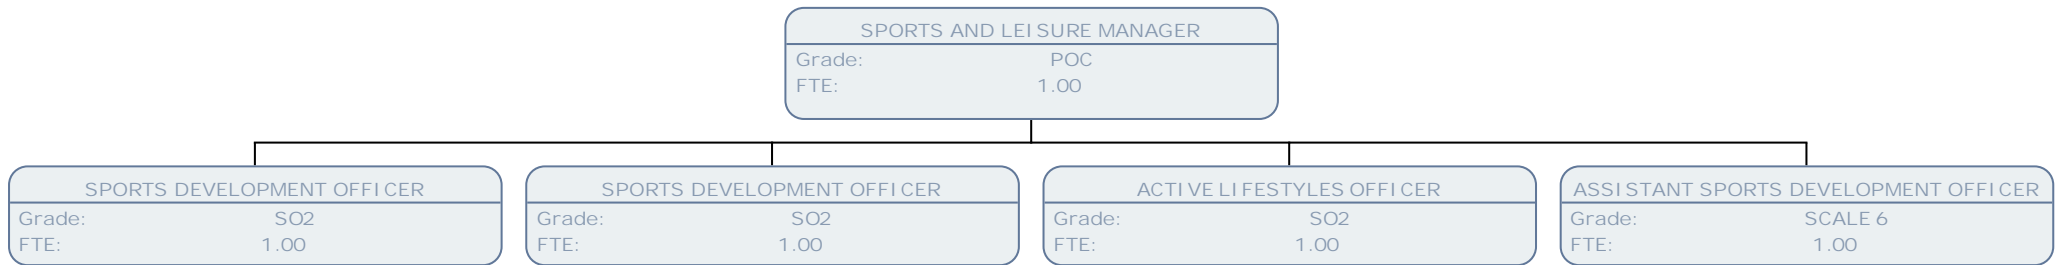 SPORTS AND LEISURE MANAGER
Grade: POC
FTE: 1.00
SPORTS DEVELOPMENT OFFICER
Grade: SO2
FTE: 1.00
SPORTS DEVELOPMENT OFFICER
Grade: SO2
FTE: 1.00
ACTIVE LIFESTYLES OFFICER
Grade: SO2
FTE: 1.00
ASSISTANT SPORTS DEVELOPMENT OFFICER
Grade: SCALE 6
FTE: 1.00